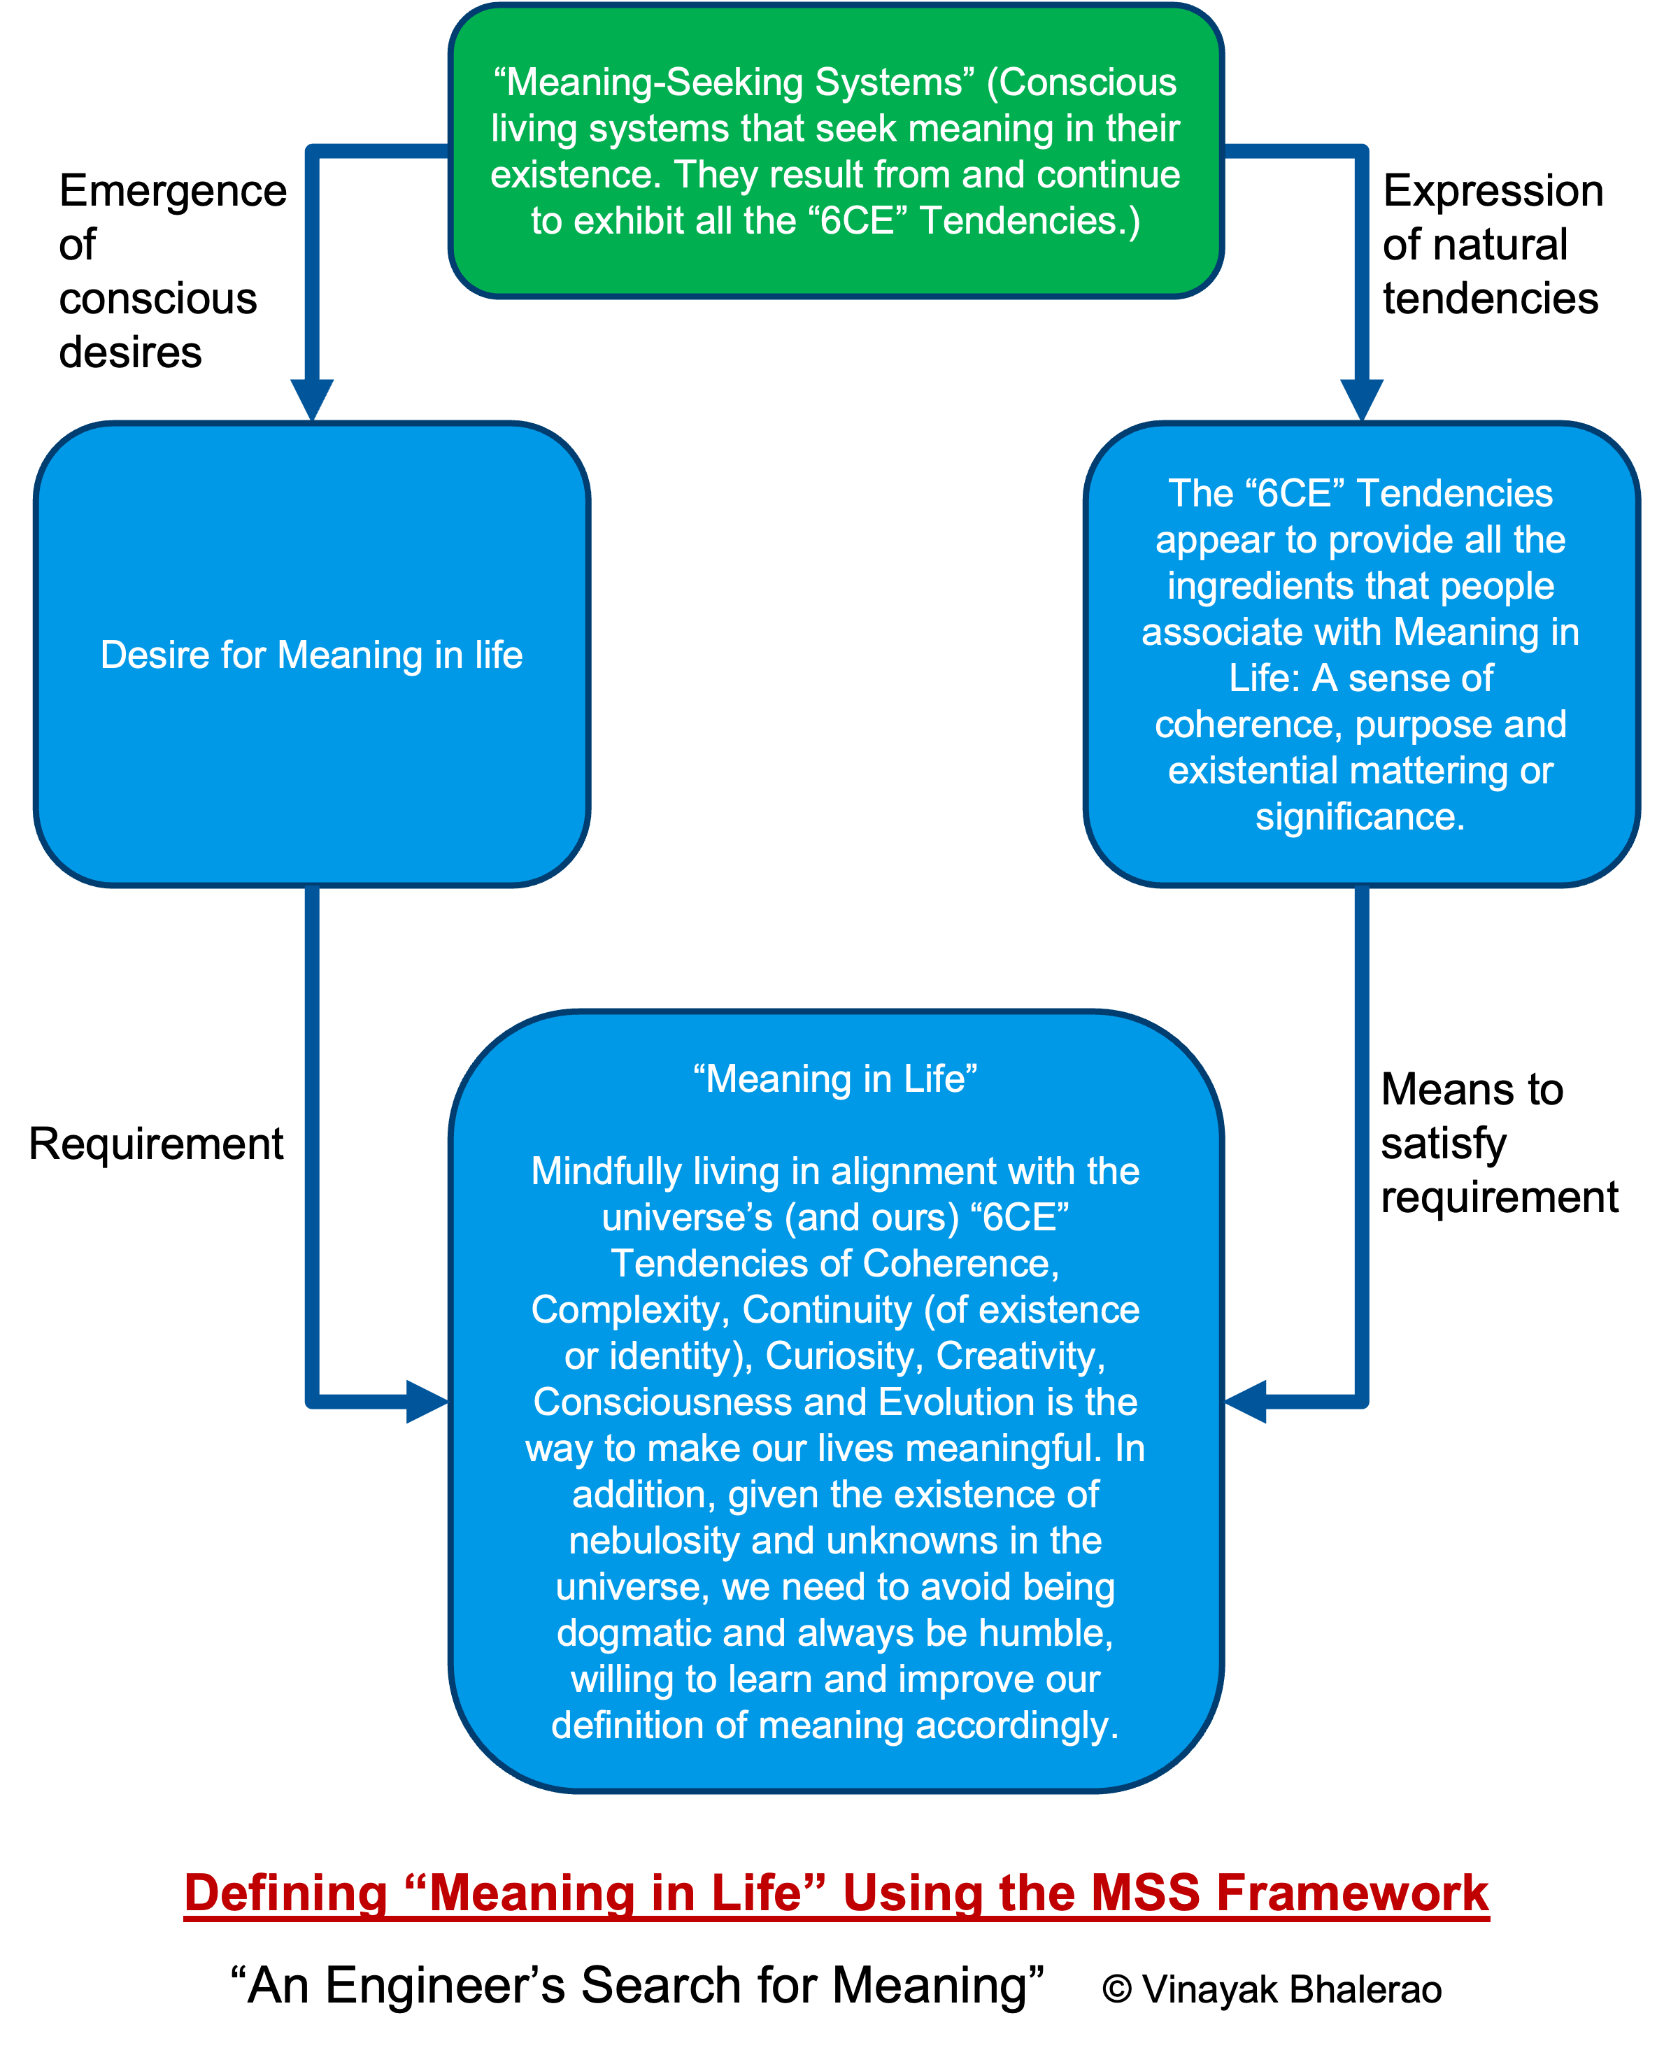 “Meaning-Seeking Systems” (Conscious
living systems that seek meaning in their
existence. They result from and continue
to exhibit all the “6CE” Tendencies.)
Emergence
of
conscious
desires
Expression
of natural
tendencies
Desire for Meaning in life
The “6CE” Tendencies
appear to provide all the
ingredients that people
associate with Meaning in
Life: A sense of
coherence, purpose and
existential mattering or
significance.
Requirement
Means to
satisfy
requirement
“Meaning in Life”
Mindfully living in alignment with the
universe’s (and ours) “6CE”
Tendencies of Coherence,
Complexity, Continuity (of existence
or identity), Curiosity, Creativity,
Consciousness and Evolution is the
way to make our lives meaningful. In
addition, given the existence of
nebulosity and unknowns in the
universe, we need to avoid being
dogmatic and always be humble,
willing to learn and improve our
definition of meaning accordingly.
Defining “Meaning in Life” Using the MSS Framework
“An Engineer’s Search for Meaning” © Vinayak Bhalerao